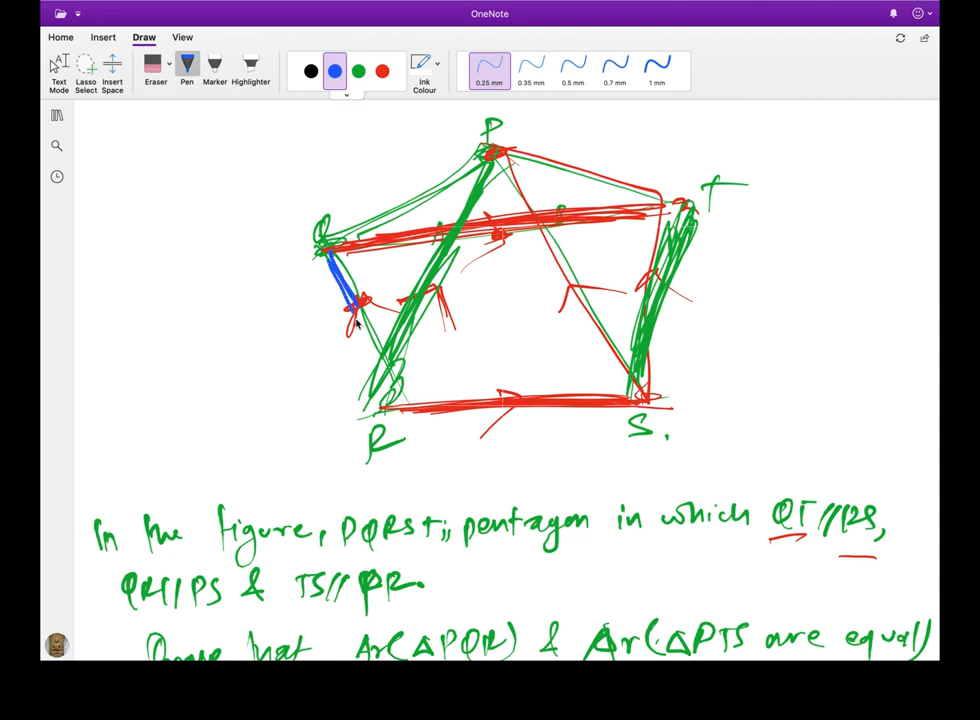 OneNote
Home Insert Draw View
Text Mode Lasso Select Insert Space Eraser Pen Marker Highlighter Ink Colour 0.25 mm 0.35 mm 0.5 mm 0.7 mm 1 mm
P
T
Q
A B
R
S.
In the figure, PQRST is pentagon in which QT//RS,
QR//PS & TS//PR.
Prove that Ar(△PQR) & Ar(△PTS are equal)